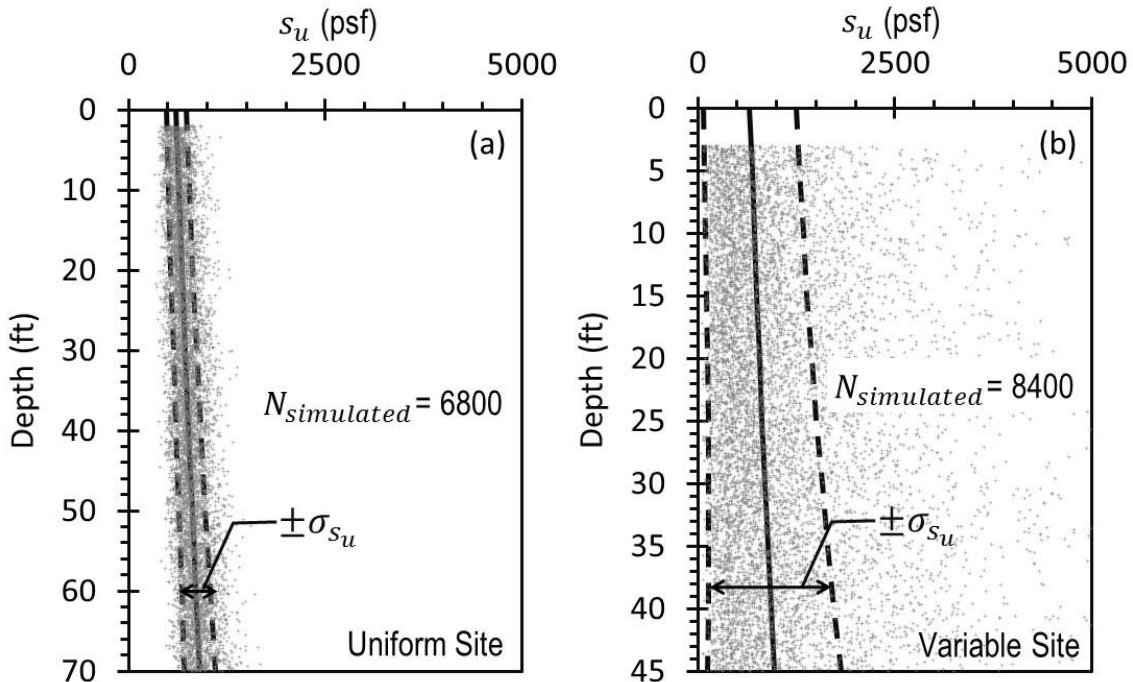 s_u (psf)
0 2500 5000
0
10
20
30
40
50
60
70
Depth (ft)
(a)
N_simulated = 6800
±σ_s_u
Uniform Site
s_u (psf)
0 2500 5000
0
5
10
15
20
25
30
35
40
45
Depth (ft)
(b)
N_simulated = 8400
±σ_s_u
Variable Site